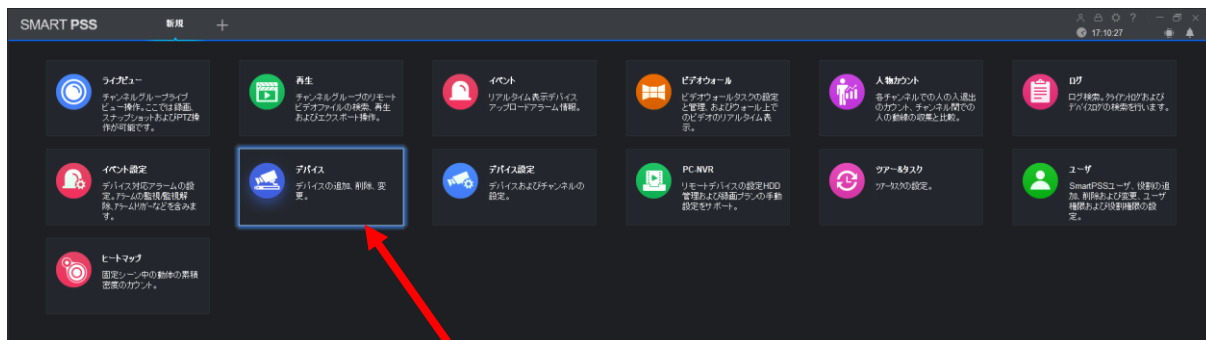 SMART PSS
新規
17:10:27
ライブビュー
チャンネルグループライブ
ビュー操作。ここでは録画、
スナップショットおよびPTZ操
作が可能です。
再生
チャンネルグループのリモート
ビデオファイルの検索、再生
およびエクスポート操作。
イベント
リアルタイム表示デバイス
アップロードアラーム情報。
ビデオウォール
ビデオウォールタスクの設定
と管理、およびウォール上で
のビデオのリアルタイム表
示。
人物カウント
各チャンネルでの人の入退出
のカウント、チャンネル間での
人の動線の収集と比較。
ログ
ログ検索。クライアントログおよび
デバイスログの検索を行います。
イベント設定
デバイス対応アラームの設
定。アラームの監視/監視解
除、アラームトリガーなどを含みま
す。
デバイス
デバイスの追加、削除、変
更。
デバイス設定
デバイスおよびチャンネルの
設定。
PC-NVR
リモートデバイスの設定HDD
管理および録画プランの手動
設定をサポート。
ツアー&タスク
ツアータスクの設定。
ユーザ
SmartPSSユーザ、役割の追
加、削除および変更、ユーザ
権限および役割権限の設
定。
ヒートマップ
固定シーン中の動体の累積
密度のカウント。